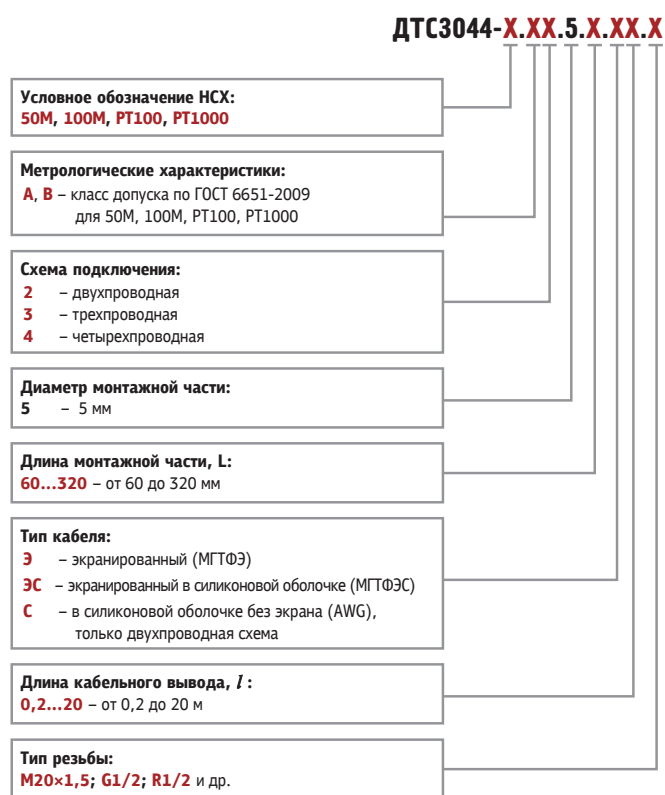 ДТС3044-X.XX.5.X.XX.X
Условное обозначение НСХ:
50М, 100М, РТ100, РТ1000
Метрологические характеристики:
А, В – класс допуска по ГОСТ 6651-2009
для 50М, 100М, РТ100, РТ1000
Схема подключения:
2 – двухпроводная
3 – трехпроводная
4 – четырехпроводная
Диаметр монтажной части:
5 – 5 мм
Длина монтажной части, L:
60...320 – от 60 до 320 мм
Тип кабеля:
Э – экранированный (МГТФЭ)
ЭС – экранированный в силиконовой оболочке (МГТФЭС)
С – в силиконовой оболочке без экрана (AWG),
только двухпроводная схема
Длина кабельного вывода, l :
0,2...20 – от 0,2 до 20 м
Тип резьбы:
М20×1,5; G1/2; R1/2 и др.